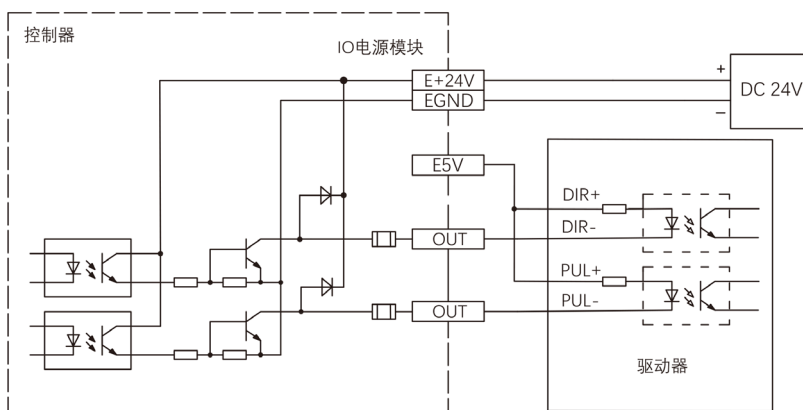 控制器
IO电源模块
E+24V
EGND
+
−
DC 24V
E5V
DIR+
DIR-
OUT
PUL+
PUL-
OUT
驱动器